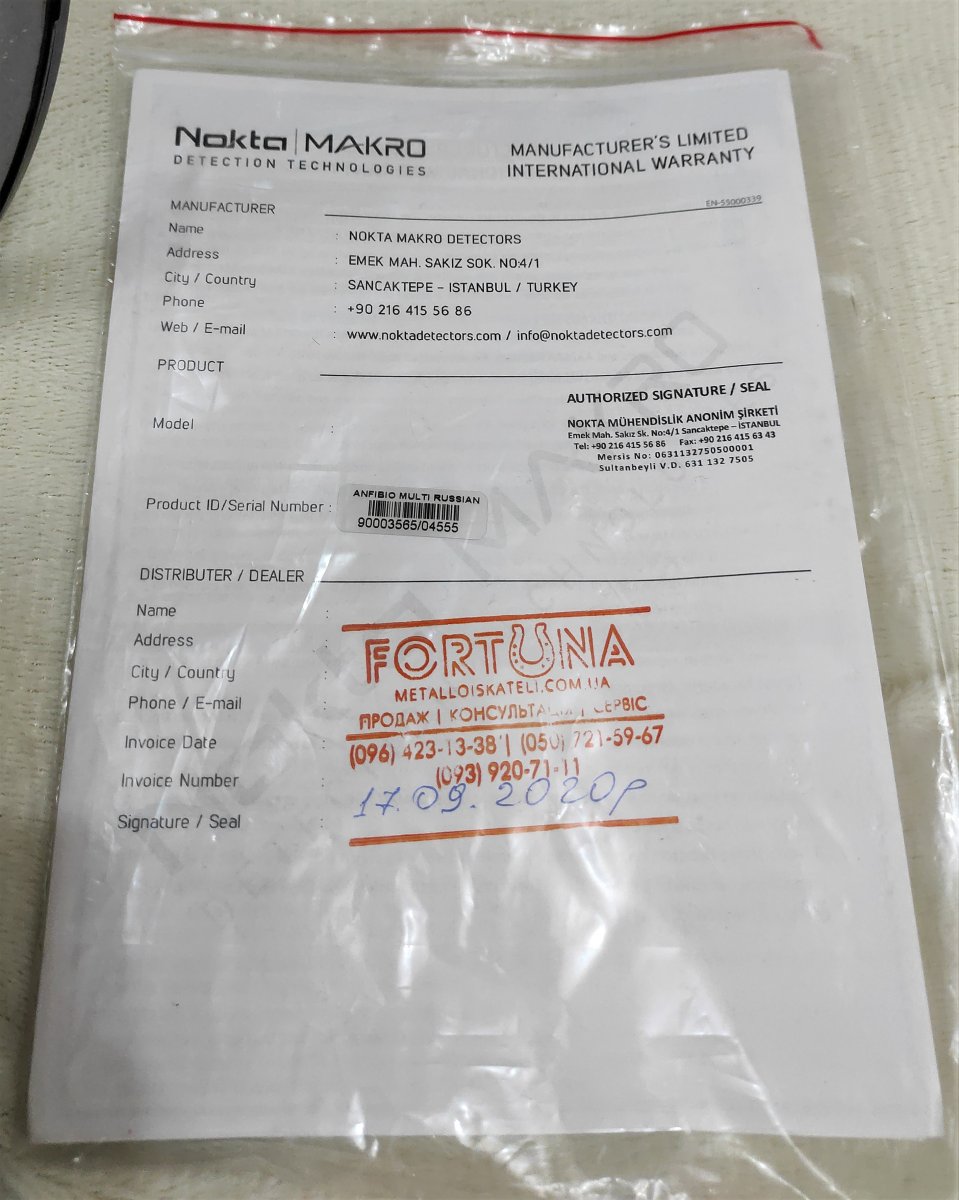 Nokta | MAKRO
DETECTION TECHNOLOGIES
MANUFACTURER'S LIMITED
INTERNATIONAL WARRANTY
EN-55000339
MANUFACTURER
Name : NOKTA MAKRO DETECTORS
Address : EMEK MAH. SAKIZ SOK. NO:4/1
City / Country : SANCAKTEPE – ISTANBUL / TURKEY
Phone : +90 216 415 56 86
Web / E-mail : www.noktadetectors.com / info@noktadetectors.com
PRODUCT
AUTHORIZED SIGNATURE / SEAL
NOKTA MÜHENDİSLİK ANONİM ŞİRKETİ
Emek Mah. Sakız Sk. No:4/1 Sancaktepe – İSTANBUL
Tel: +90 216 415 56 86 Fax: +90 216 415 63 43
Mersis No: 0631132750500001
Sultanbeyli V.D. 631 132 7505
Model :
Product ID/Serial Number :
ANFIBIO MULTI RUSSIAN
90003565/04555
DISTRIBUTER / DEALER
Name :
Address :
City / Country :
Phone / E-mail :
Invoice Date :
Invoice Number :
Signature / Seal :
FORTUNA
METALLOISKATELI.COM.UA
ПРОДАЖ | СЕРВІС
(096) 423-13-38 | (050) 721-59-67
(093) 920-71-11
17.09.2020р